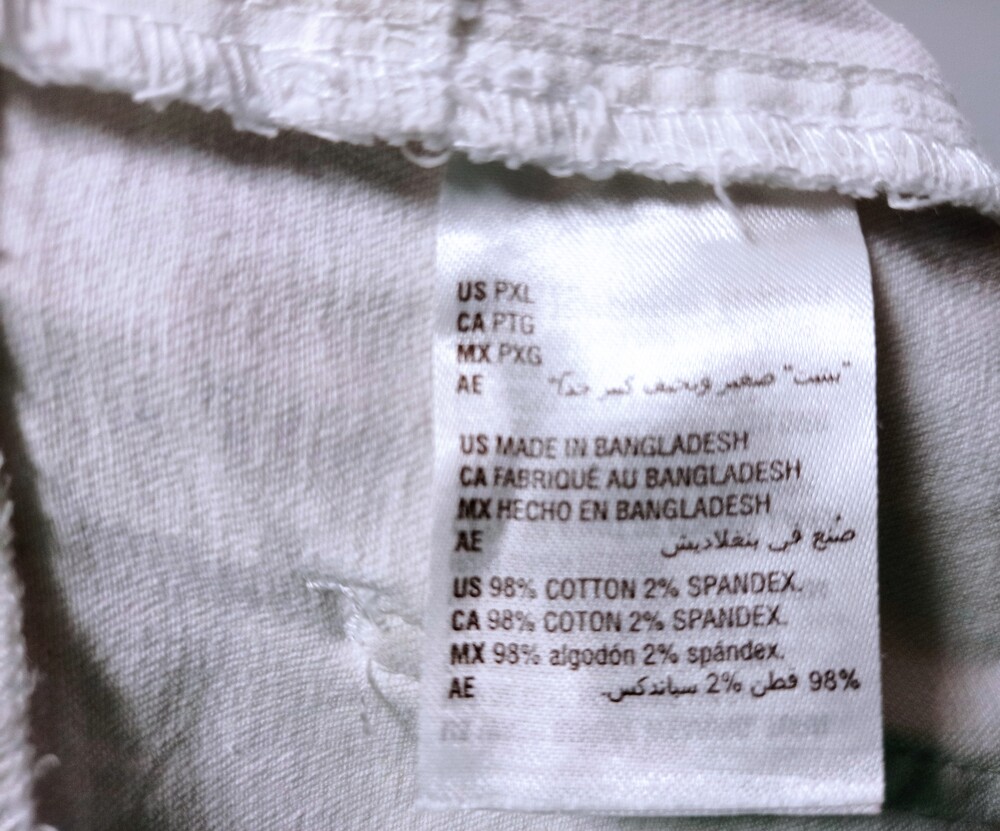 US PXL
CA PTG
MX PXG
AE
US MADE IN BANGLADESH
CA FABRIQUÉ AU BANGLADESH
MX HECHO EN BANGLADESH
AE صُنع في بنغلاديش
US 98% COTTON 2% SPANDEX.
CA 98% COTON 2% SPANDEX.
MX 98% algodón 2% spándex.
AE 98% قطن 2% سباندكس.